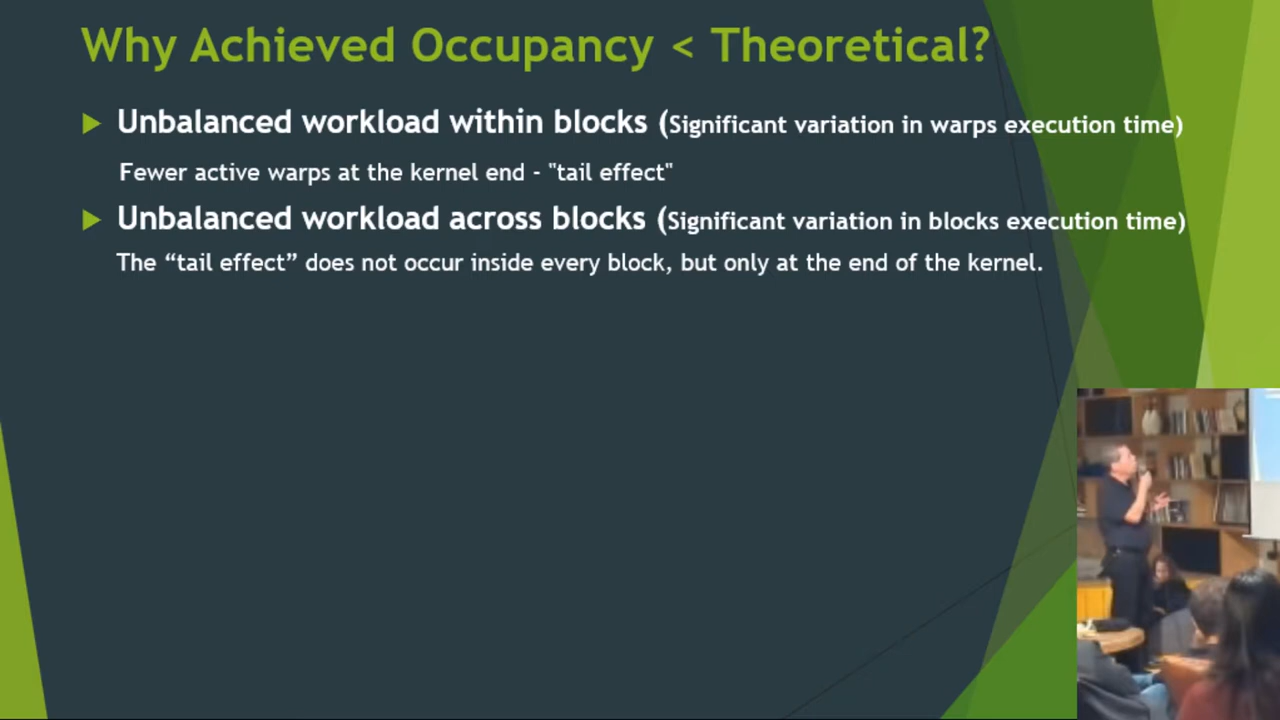 Why Achieved Occupancy < Theoretical?
Unbalanced workload within blocks (Significant variation in warps execution time)
Fewer active warps at the kernel end - "tail effect"
Unbalanced workload across blocks (Significant variation in blocks execution time)
The “tail effect” does not occur inside every block, but only at the end of the kernel.